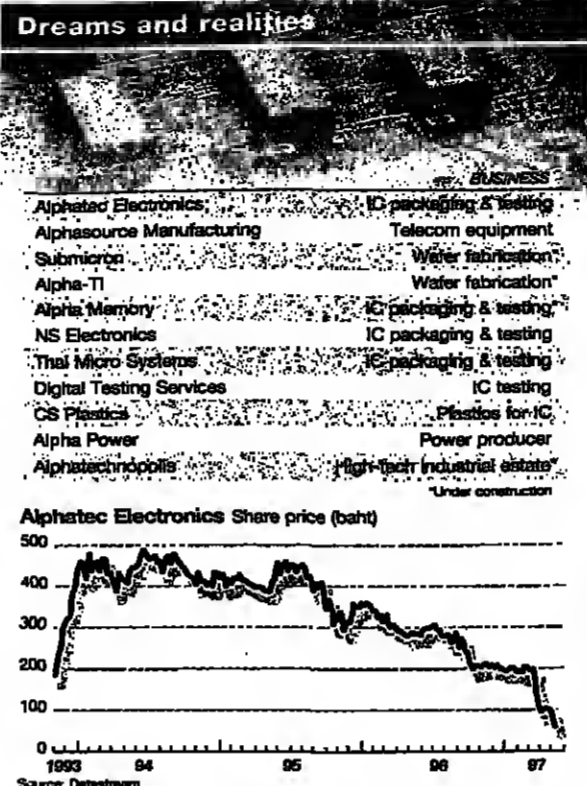 Dreams and realities
BUSINESS
Alphatec Electronics IC packaging & testing
Alphasource Manufacturing Telecom equipment
Submicron Wafer fabrication*
Alpha-TI Wafer fabrication*
Alpha Memory IC packaging & testing*
NS Electronics IC packaging & testing
Thai Micro Systems IC packaging & testing
Digital Testing Services IC testing
CS Plastics Plastics for IC
Alpha Power Power producer
Alphatechnopolis High-Tech industrial estate*
*Under construction
Alphatec Electronics Share price (baht)
500
400
300
200
100
0
1993 94 95 96 97
Source: Datastream